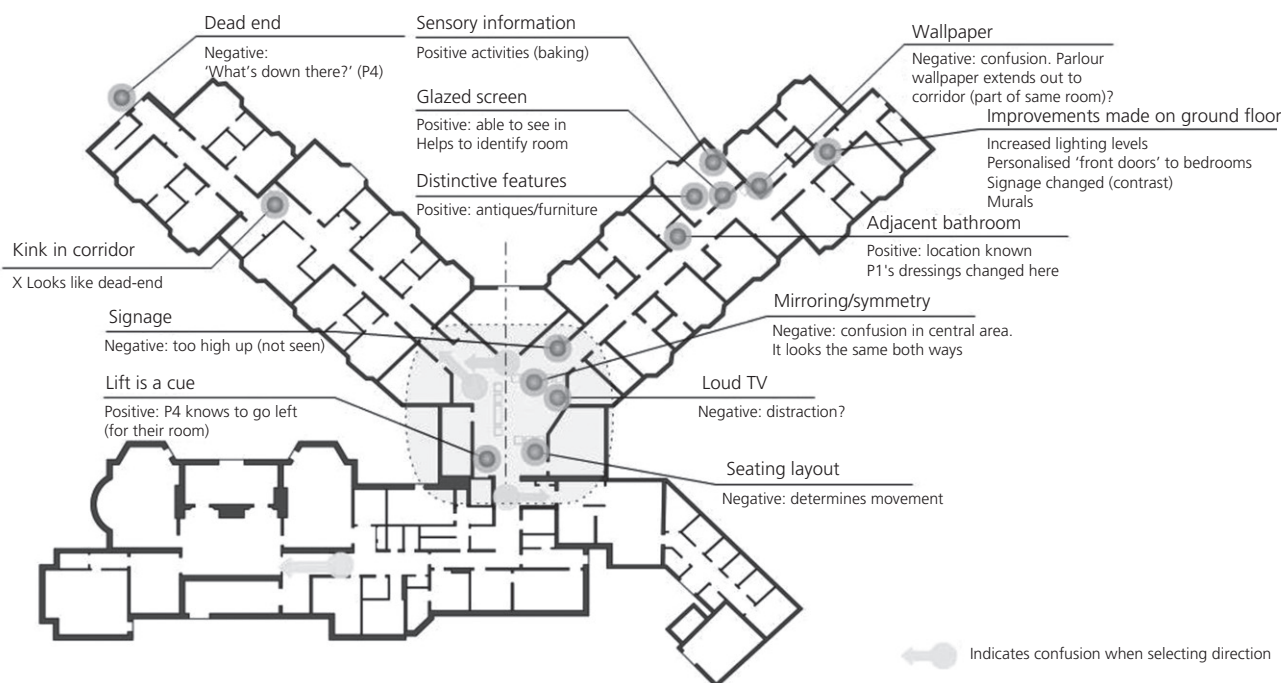 Dead end
Negative:
‘What’s down there?’ (P4)
Sensory information
Positive activities (baking)
Glazed screen
Positive: able to see in
Helps to identify room
Distinctive features
Positive: antiques/furniture
Wallpaper
Negative: confusion. Parlour
wallpaper extends out to
corridor (part of same room)?
Improvements made on ground floor
Increased lighting levels
Personalised ‘front doors’ to bedrooms
Signage changed (contrast)
Murals
Adjacent bathroom
Positive: location known
P1's dressings changed here
Kink in corridor
X Looks like dead-end
Signage
Negative: too high up (not seen)
Mirroring/symmetry
Negative: confusion in central area.
It looks the same both ways
Lift is a cue
Positive: P4 knows to go left
(for their room)
Loud TV
Negative: distraction?
Seating layout
Negative: determines movement
Indicates confusion when selecting direction